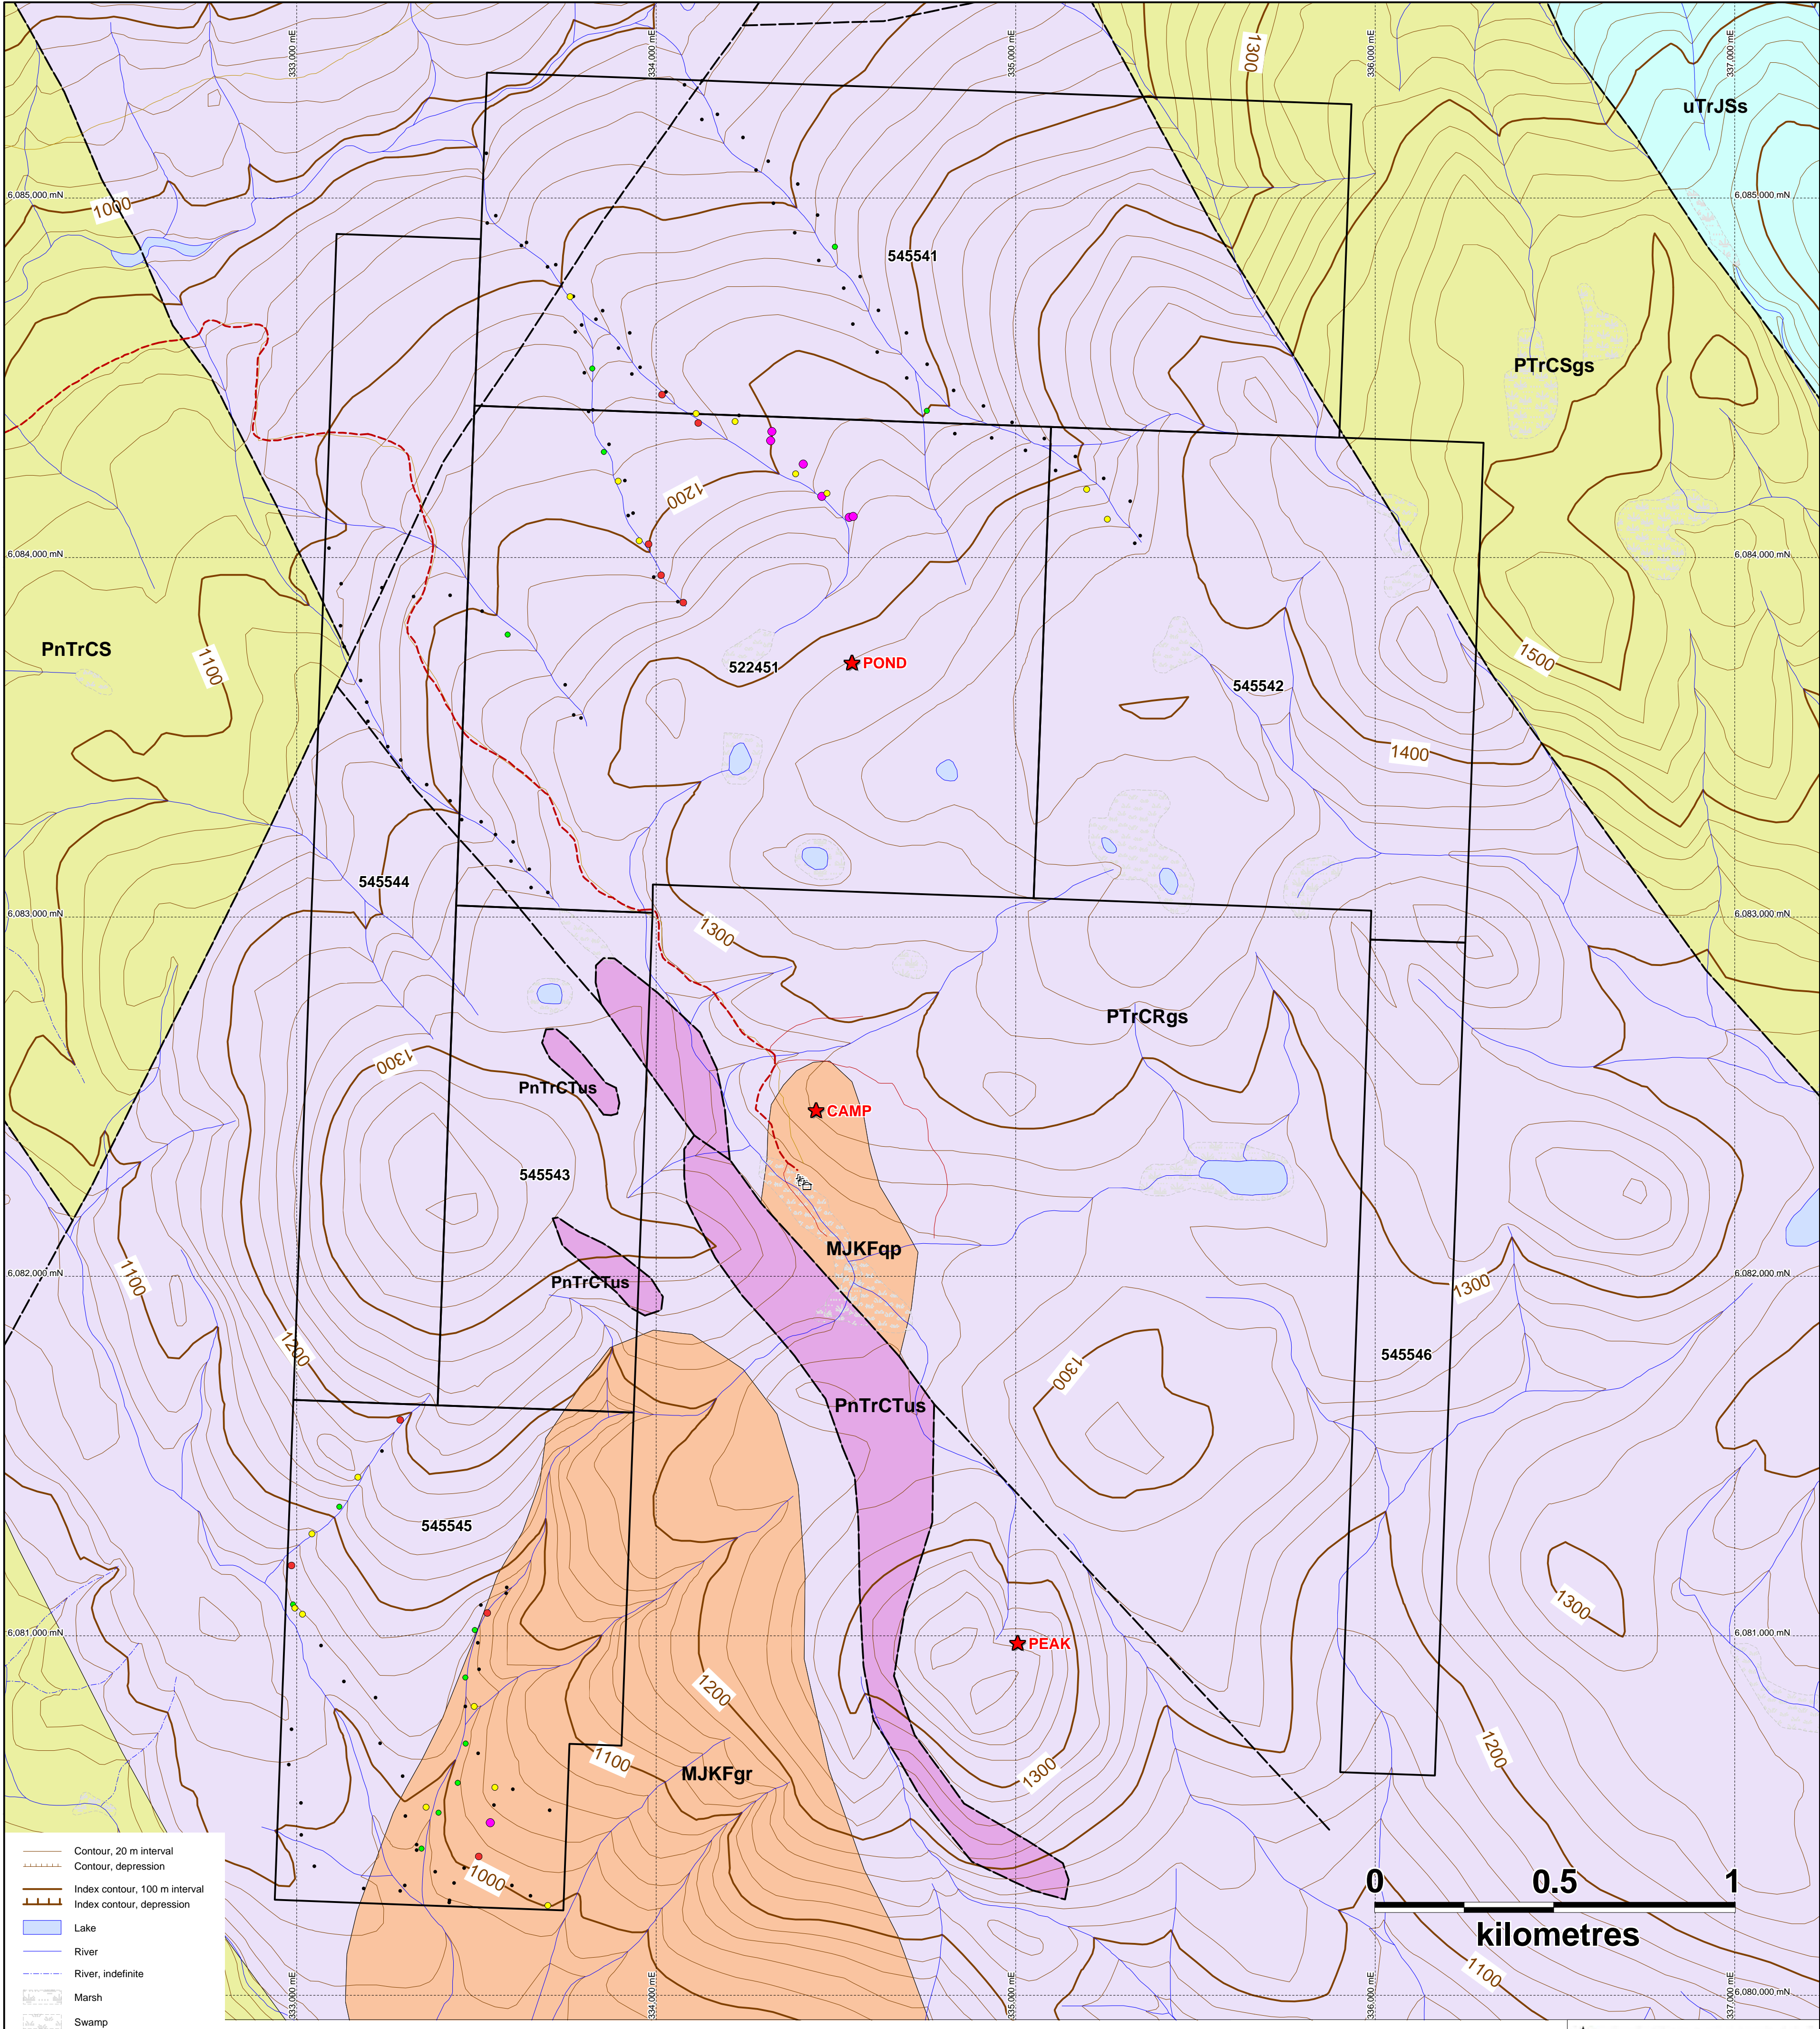 333,000 mE
334,000 mE
335,000 mE
336,000 mE
337,000 mE
1300
uTrJSs
6,085,000 mN
6,085,000 mN
1000
545541
PTrCSgs
1200
6,084,000 mN
6,084,000 mN
PnTrCS
1100
POND
522451
545542
1500
1400
545544
6,083,000 mN
6,083,000 mN
1300
PTrCRgs
1300
PnTrCTus
CAMP
545543
MJKFqp
1100
PnTrCTus
6,082,000 mN
6,082,000 mN
1300
1200
1300
545546
PnTrCTus
545545
1300
6,081,000 mN
PEAK
6,081,000 mN
1200
1100
MJKFgr
1300
1200
1000
Contour, 20 m interval
Contour, depression
Index contour, 100 m interval
Index contour, depression
Lake
River
River, indefinite
Marsh
Swamp
0 0.5 1
kilometres
1100
333,000 mE
334,000 mE
335,000 mE
336,000 mE
337,000 mE
6,080,000 mN